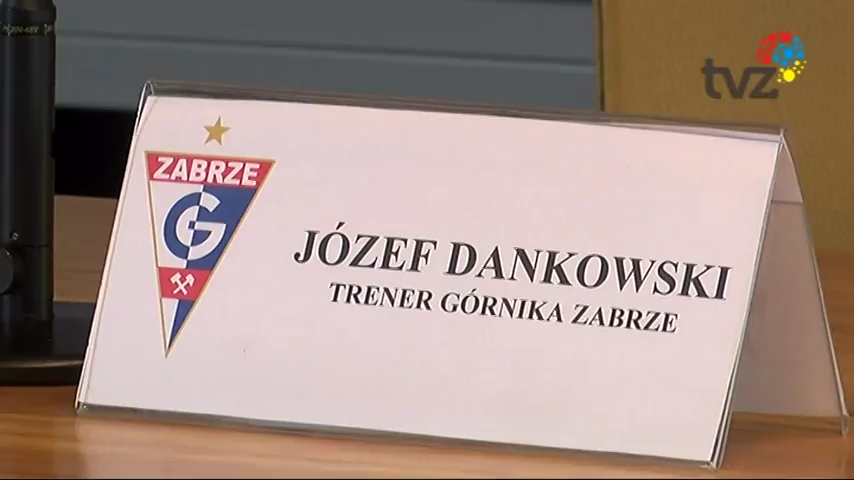 tvz
ZABRZE
G
JÓZEF DANKOWSKI
TRENER GÓRNIKA ZABRZE